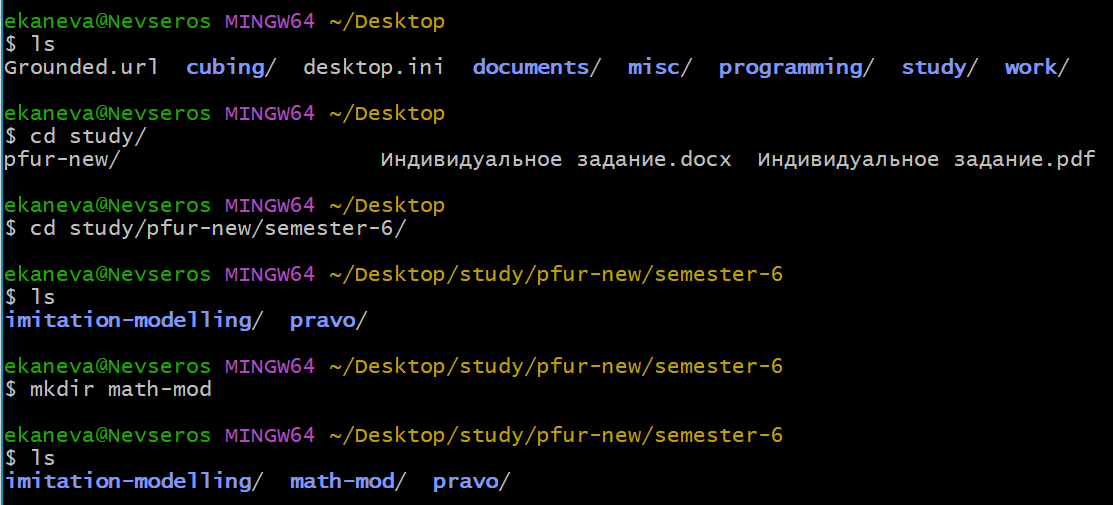 ekaneva@Nevseros MINGW64 ~/Desktop
$ ls
Grounded.url cubing/ desktop.ini documents/ misc/ programming/ study/ work/
ekaneva@Nevseros MINGW64 ~/Desktop
$ cd study/
pfur-new/ Индивидуальное задание.docx Индивидуальное задание.pdf
ekaneva@Nevseros MINGW64 ~/Desktop
$ cd study/pfur-new/semester-6/
ekaneva@Nevseros MINGW64 ~/Desktop/study/pfur-new/semester-6
$ ls
imitation-modelling/ pravo/
ekaneva@Nevseros MINGW64 ~/Desktop/study/pfur-new/semester-6
$ mkdir math-mod
ekaneva@Nevseros MINGW64 ~/Desktop/study/pfur-new/semester-6
$ ls
imitation-modelling/ math-mod/ pravo/